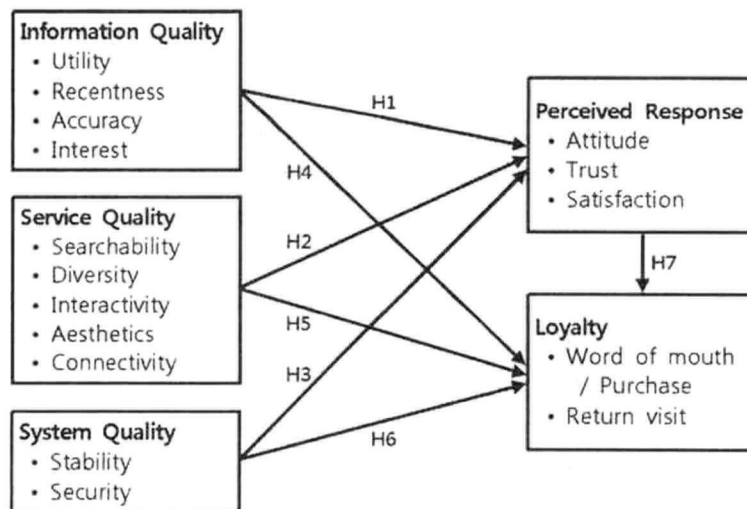 Information Quality
• Utility
• Recentness
• Accuracy
• Interest
Service Quality
• Searchability
• Diversity
• Interactivity
• Aesthetics
• Connectivity
System Quality
• Stability
• Security
H1
H4
H2
H5
H3
H6
Perceived Response
• Attitude
• Trust
• Satisfaction
H7
Loyalty
• Word of mouth
/ Purchase
• Return visit